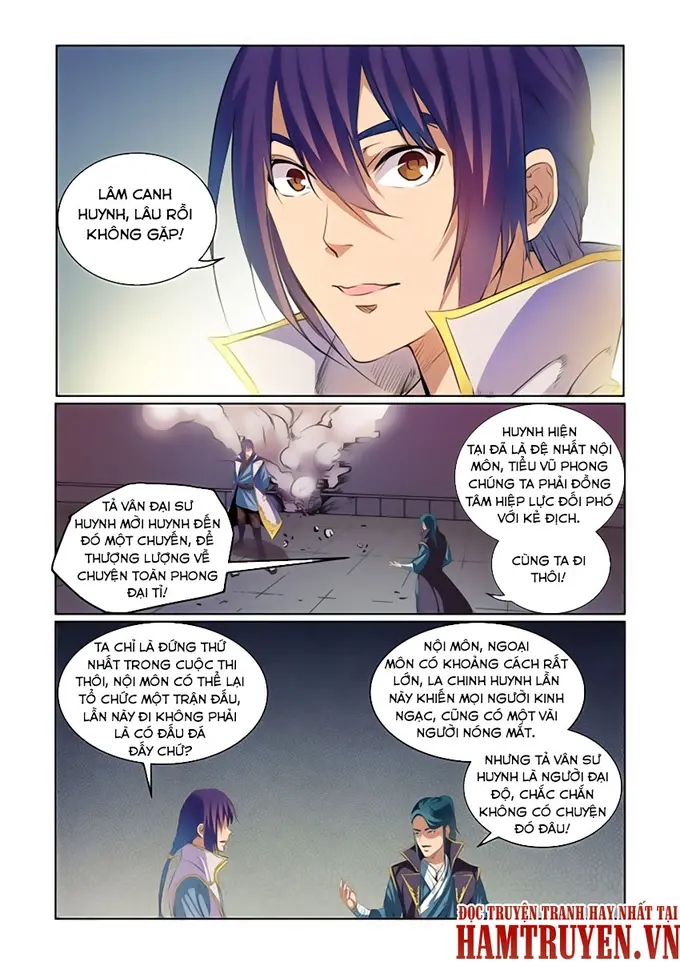 LÂM CANH
HUYNH, LÂU RỒI
KHÔNG GẶP!
HUYNH HIỆN
TẠI ĐÃ LÀ ĐỆ NHẤT NỘI
MÔN, TIỂU VŨ PHONG
CHÚNG TA PHẢI ĐỒNG
TÂM HIỆP LỰC ĐỐI PHÓ
VỚI KẺ ĐỊCH.
CÙNG TA ĐI
THÔI!
TẢ VÂN ĐẠI SƯ
HUYNH MỜI HUYNH ĐẾN
ĐÓ MỘT CHUYẾN, ĐỂ
THƯỢNG LƯỢNG VỀ
CHUYỆN TOÀN PHONG
ĐẠI TỈ!
TA CHỈ LÀ ĐỨNG THỨ
NHẤT TRONG CUỘC THI
THÔI, NỘI MÔN CÓ THỂ LẠI
TỔ CHỨC MỘT TRẬN ĐẤU,
LẦN NÀY ĐI KHÔNG PHẢI
LÀ CÓ ĐẤU ĐÁ
ĐẤY CHỨ?
NỘI MÔN, NGOẠI
MÔN CÓ KHOẢNG CÁCH RẤT
LỚN, LA CHINH HUYNH LẦN
NÀY KHIẾN MỌI NGƯỜI KINH
NGẠC, CŨNG CÓ MỘT VÀI
NGƯỜI NÓNG MẮT.
NHƯNG TẢ VÂN SƯ
HUYNH LÀ NGƯỜI ĐẠI
ĐỘ, CHẮC CHẮN
KHÔNG CÓ CHUYỆN
ĐÓ ĐÂU!
ĐỌC TRUYỆN TRANH HAY NHẤT TẠI
HAMTRUYEN.VN